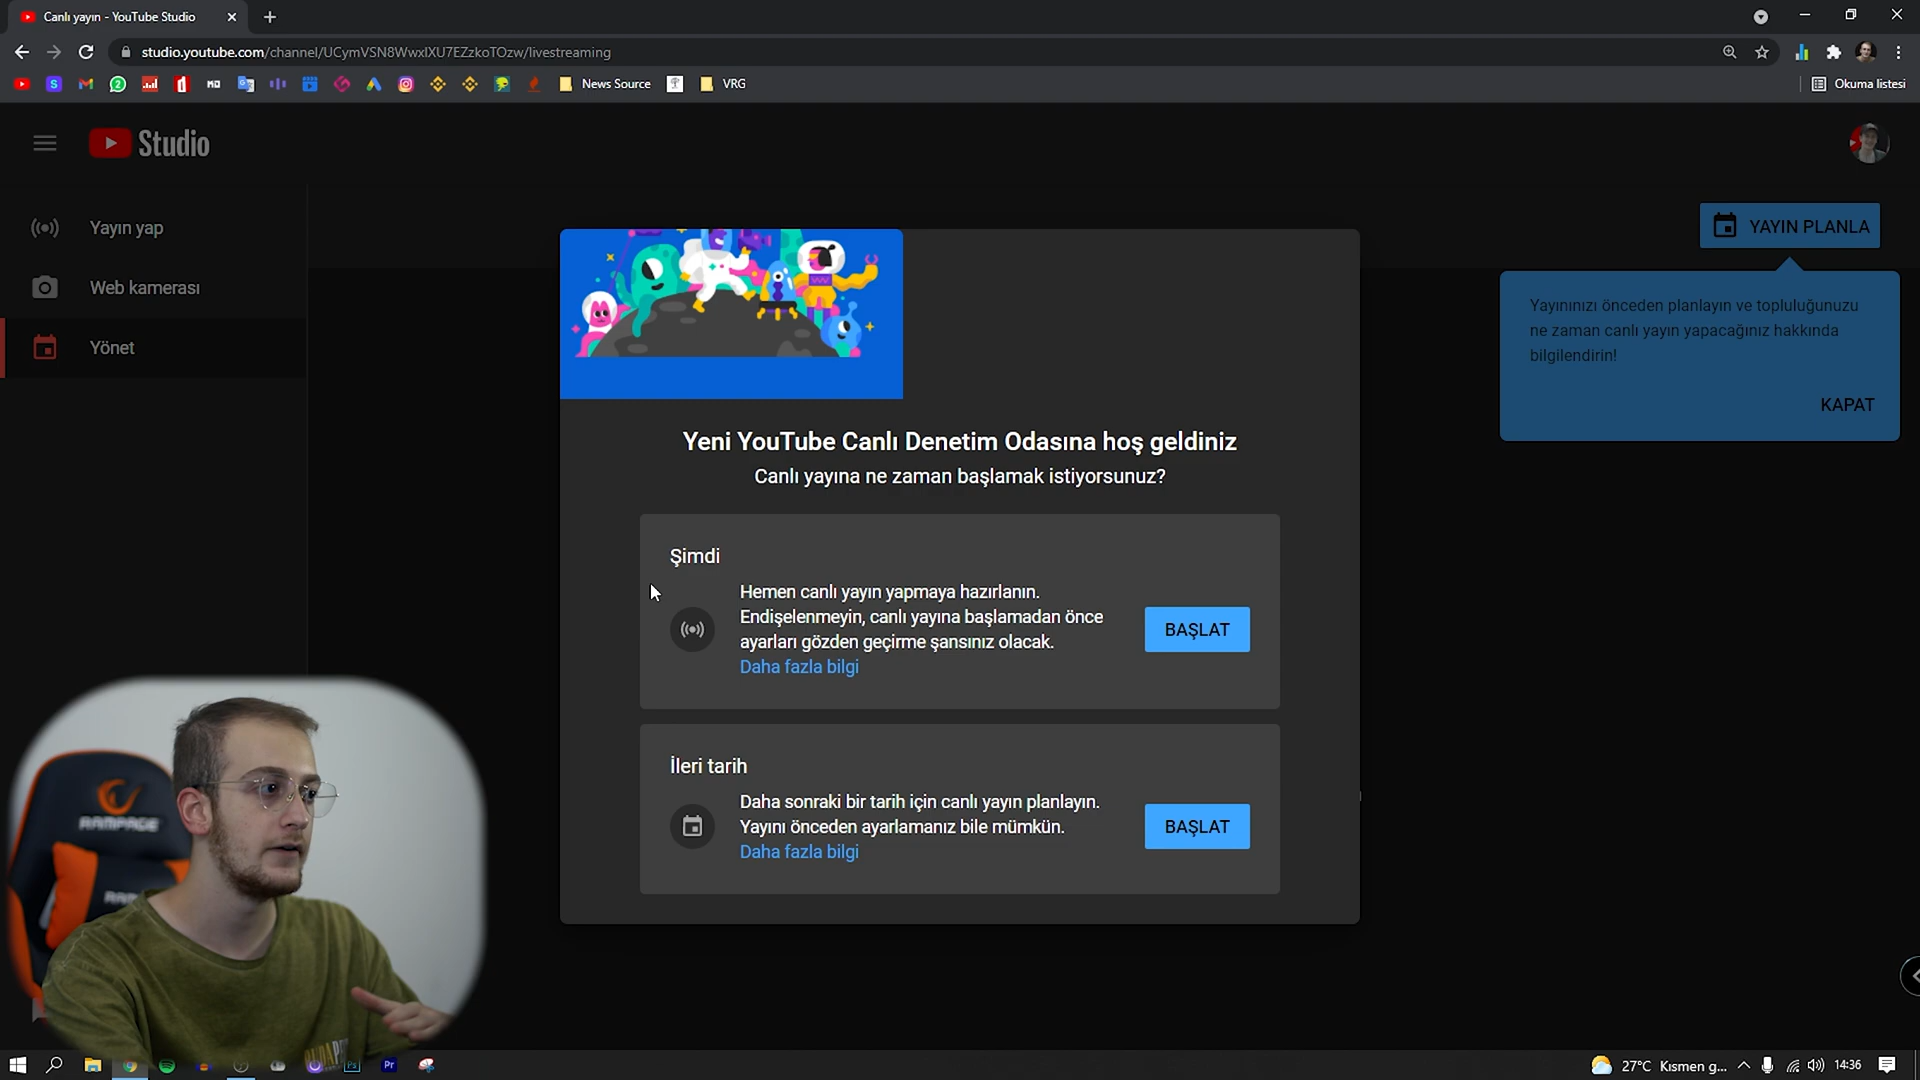 Canlı yayın - YouTube Studio
studio.youtube.com/channel/UCymVSN8WwxIXU7EZzkoTOzw/livestreaming
News Source
VRG
Okuma listesi
Studio
Yayın yap
Web kamerası
Yönet
YAYIN PLANLA
Yayınınızı önceden planlayın ve topluluğunuzu
ne zaman canlı yayın yapacağınız hakkında
bilgilendirin!
KAPAT
Yeni YouTube Canlı Denetim Odasına hoş geldiniz
Canlı yayına ne zaman başlamak istiyorsunuz?
Şimdi
Hemen canlı yayın yapmaya hazırlanın.
Endişelenmeyin, canlı yayına başlamadan önce
ayarları gözden geçirme şansınız olacak.
Daha fazla bilgi
BAŞLAT
İleri tarih
Daha sonraki bir tarih için canlı yayın planlayın.
Yayını önceden ayarlamanız bile mümkün.
Daha fazla bilgi
BAŞLAT
RAMPAGE
27°C Kısmen g...
14:36